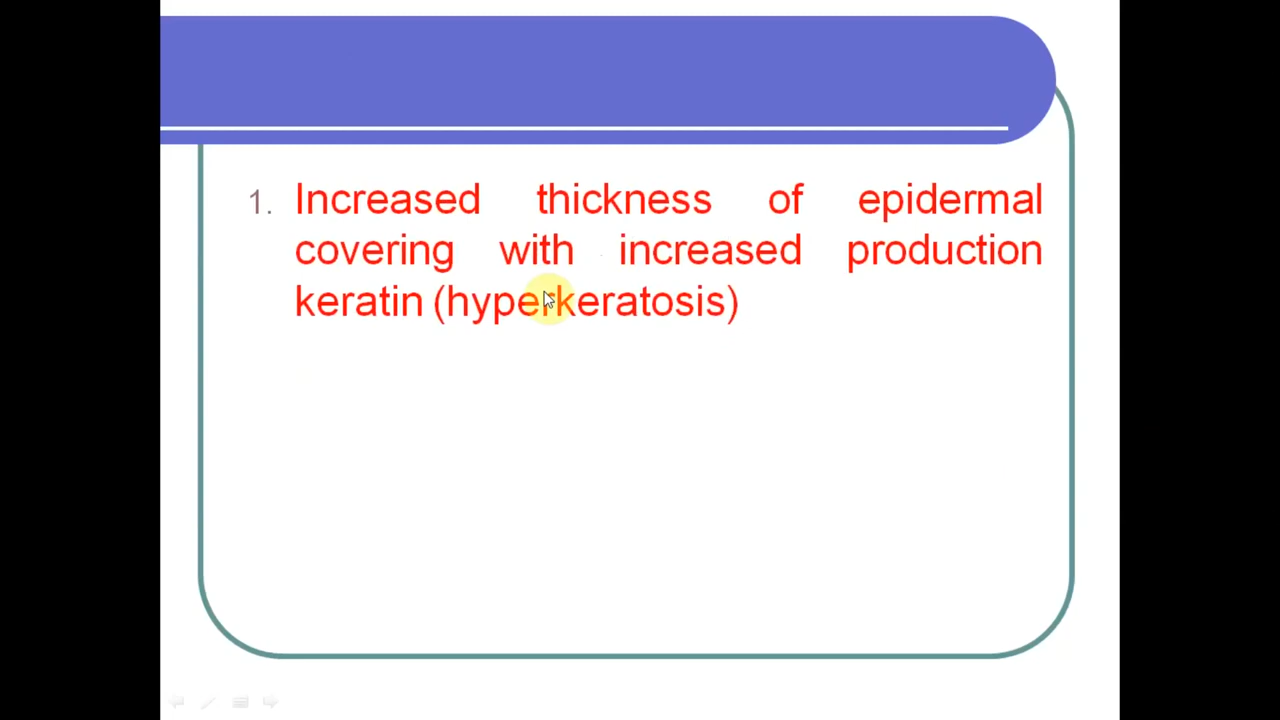 1. Increased thickness of epidermal
covering with increased production
keratin (hyperkeratosis)